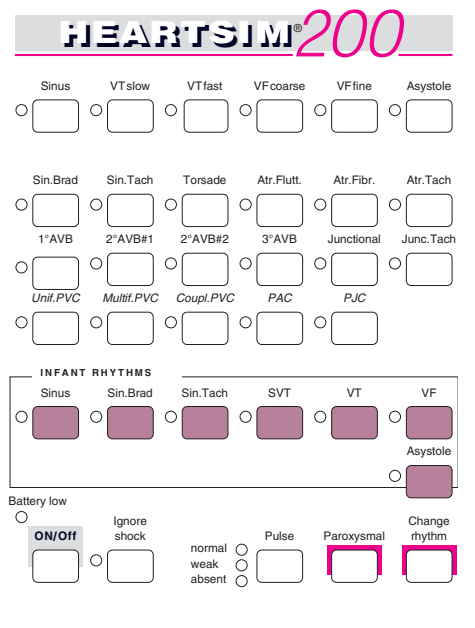 HEARTSIM® 200
Sinus VTslow VTfast VFcoarse VFfine Asystole
Sin.Brad Sin.Tach Torsade Atr.Flutt. Atr.Fibr. Atr.Tach
1°AVB 2°AVB#1 2°AVB#2 3°AVB Junctional Junc.Tach
Unif.PVC Multif.PVC Coupl.PVC PAC PJC
INFANT RHYTHMS
Sinus Sin.Brad Sin.Tach SVT VT VF
Asystole
Battery low
ON/Off
Ignore
shock
normal
weak
absent
Pulse
Paroxysmal
Change
rhythm